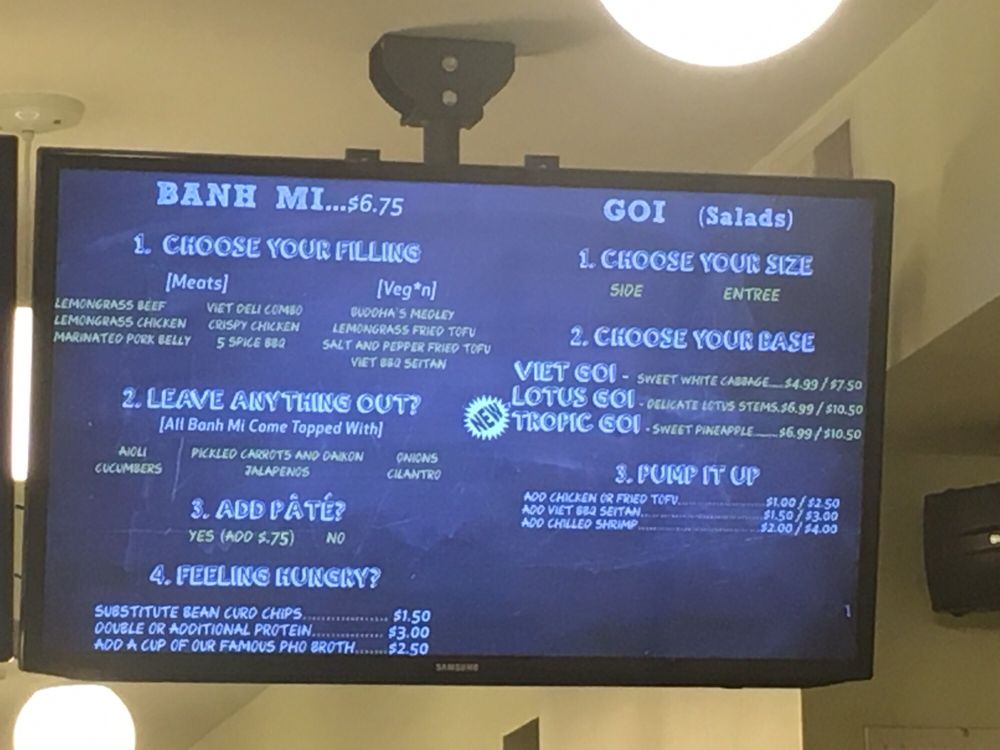 BANH MI...$6.75
1. CHOOSE YOUR FILLING
[Meats]
LEMONGRASS BEEF VIET DELI COMBO
LEMONGRASS CHICKEN CRISPY CHICKEN
MARINATED PORK BELLY 5 SPICE BBQ
[Veg*n]
BUDDHA'S MEDLEY
LEMONGRASS FRIED TOFU
SALT AND PEPPER FRIED TOFU
VIET BBQ SEITAN
2. LEAVE ANYTHING OUT?
[All Banh Mi Come Topped With]
AIOLI PICKLED CARROTS AND DAIKON ONIONS
CUCUMBERS JALAPENOS CILANTRO
3. ADD PÂTÉ?
YES (ADD $.75) NO
4. FEELING HUNGRY?
SUBSTITUTE BEAN CURD CHIPS..................$1.50
DOUBLE OR ADDITIONAL PROTEIN................$3.00
ADD A CUP OF OUR FAMOUS PHO BROTH.......$2.50
GOI (Salads)
1. CHOOSE YOUR SIZE
SIDE ENTREE
2. CHOOSE YOUR BASE
VIET GOI - SWEET WHITE CABBAGE....$4.99 / $7.50
LOTUS GOI - DELICATE LOTUS STEMS.$6.99 / $10.50
NEW TROPIC GOI - SWEET PINEAPPLE........$6.99 / $10.50
3. PUMP IT UP
ADD CHICKEN OR FRIED TOFU......................$1.00 / $2.50
ADD VIET BBQ SEITAN...............................$1.50 / $3.00
ADD CHILLED SHRIMP...............................$2.00 / $4.00
1
SAMSUNG